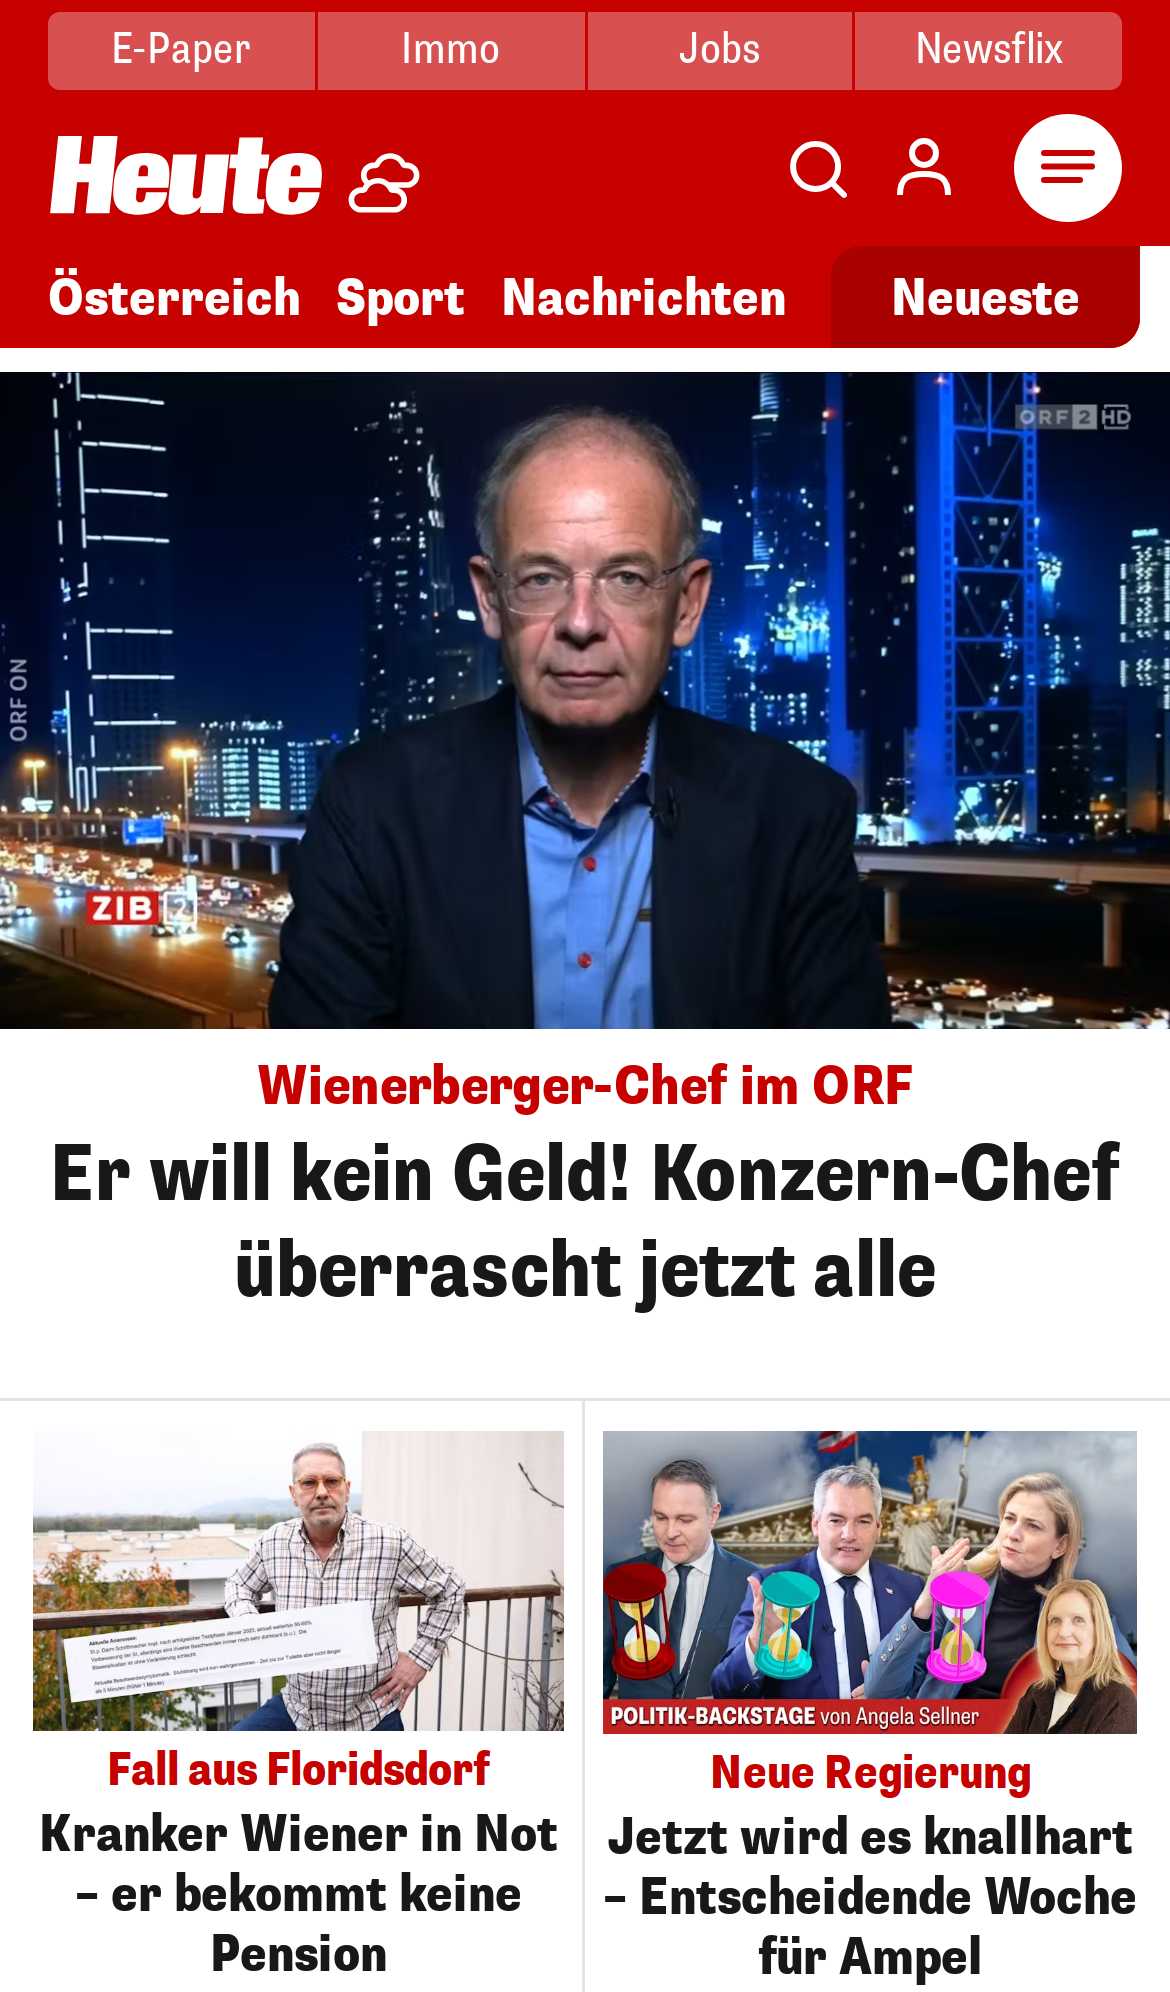 E-Paper Immo Jobs Newsflix
Heute
Österreich Sport Nachrichten Neueste
ORF 2 HD
ORF ON
ZIB 2
Wienerberger-Chef im ORF
Er will kein Geld! Konzern-Chef
überrascht jetzt alle
Aktuelle Anamnese:
Fall aus Floridsdorf
Kranker Wiener in Not
– er bekommt keine
Pension
POLITIK-BACKSTAGE von Angela Sellner
Neue Regierung
Jetzt wird es knallhart
– Entscheidende Woche
für Ampel